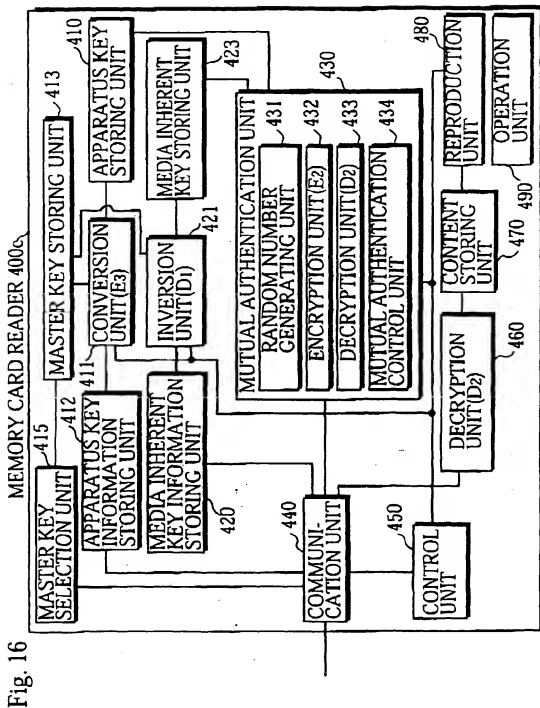 Fig. 16
MEMORY CARD READER 400c
415
MASTER KEY
SELECTION UNIT
413
MASTER KEY STORING UNIT
412
APPARATUS KEY
INFORMATION
STORING UNIT
411
CONVERSION
UNIT(E3)
410
APPARATUS KEY
STORING UNIT
MEDIA INHERENT
KEY INFORMATION
STORING UNIT
420
INVERSION
UNIT(D1)
421
MEDIA INHERENT
KEY STORING UNIT
423
430
MUTUAL AUTHENTICATION UNIT
RANDOM NUMBER
GENERATING UNIT
431
ENCRYPTION UNIT(E2)
432
DECRYPTION UNIT(D2)
433
MUTUAL AUTHENTICATION
CONTROL UNIT
434
440
COMMUNI-
CATION UNIT
450
CONTROL
UNIT
460
DECRYPTION
UNIT(D2)
CONTENT
STORING
UNIT
470
480
REPRODUCTION
UNIT
OPERATION
UNIT
490